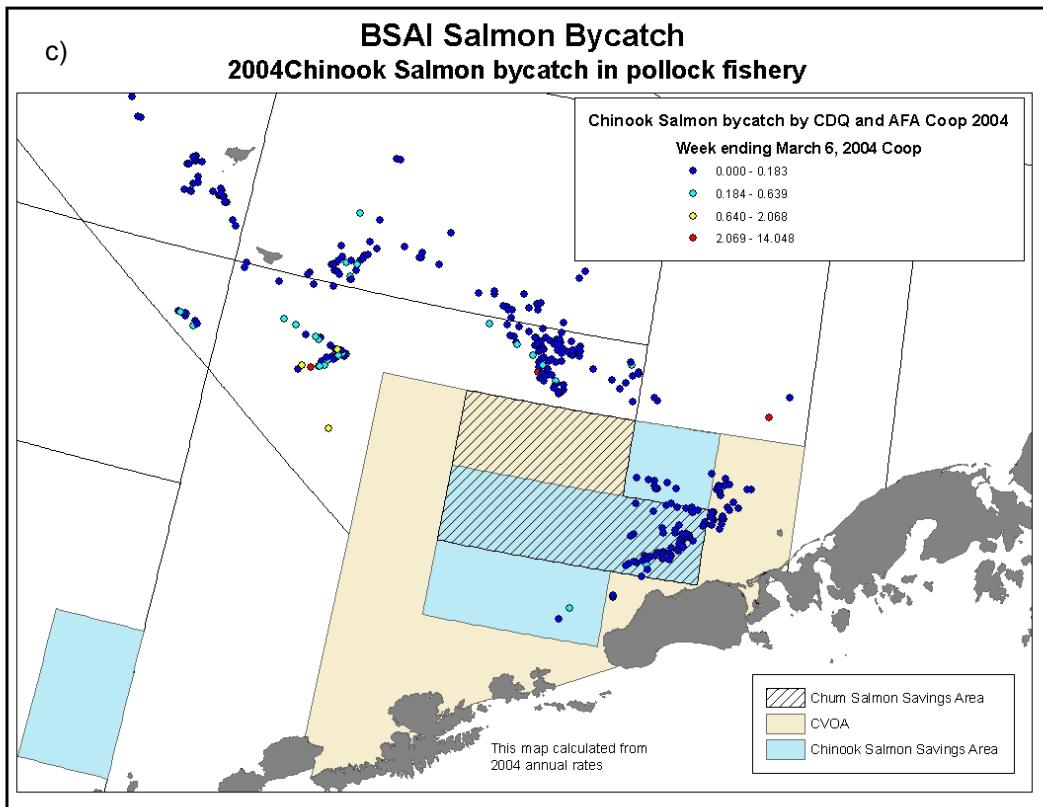 c)
BSAI Salmon Bycatch
2004Chinook Salmon bycatch in pollock fishery
Chinook Salmon bycatch by CDQ and AFA Coop 2004
Week ending March 6, 2004 Coop
0.000 - 0.183
0.184 - 0.639
0.640 - 2.068
2.069 - 14.048
Chum Salmon Savings Area
CVOA
Chinook Salmon Savings Area
This map calculated from
2004 annual rates